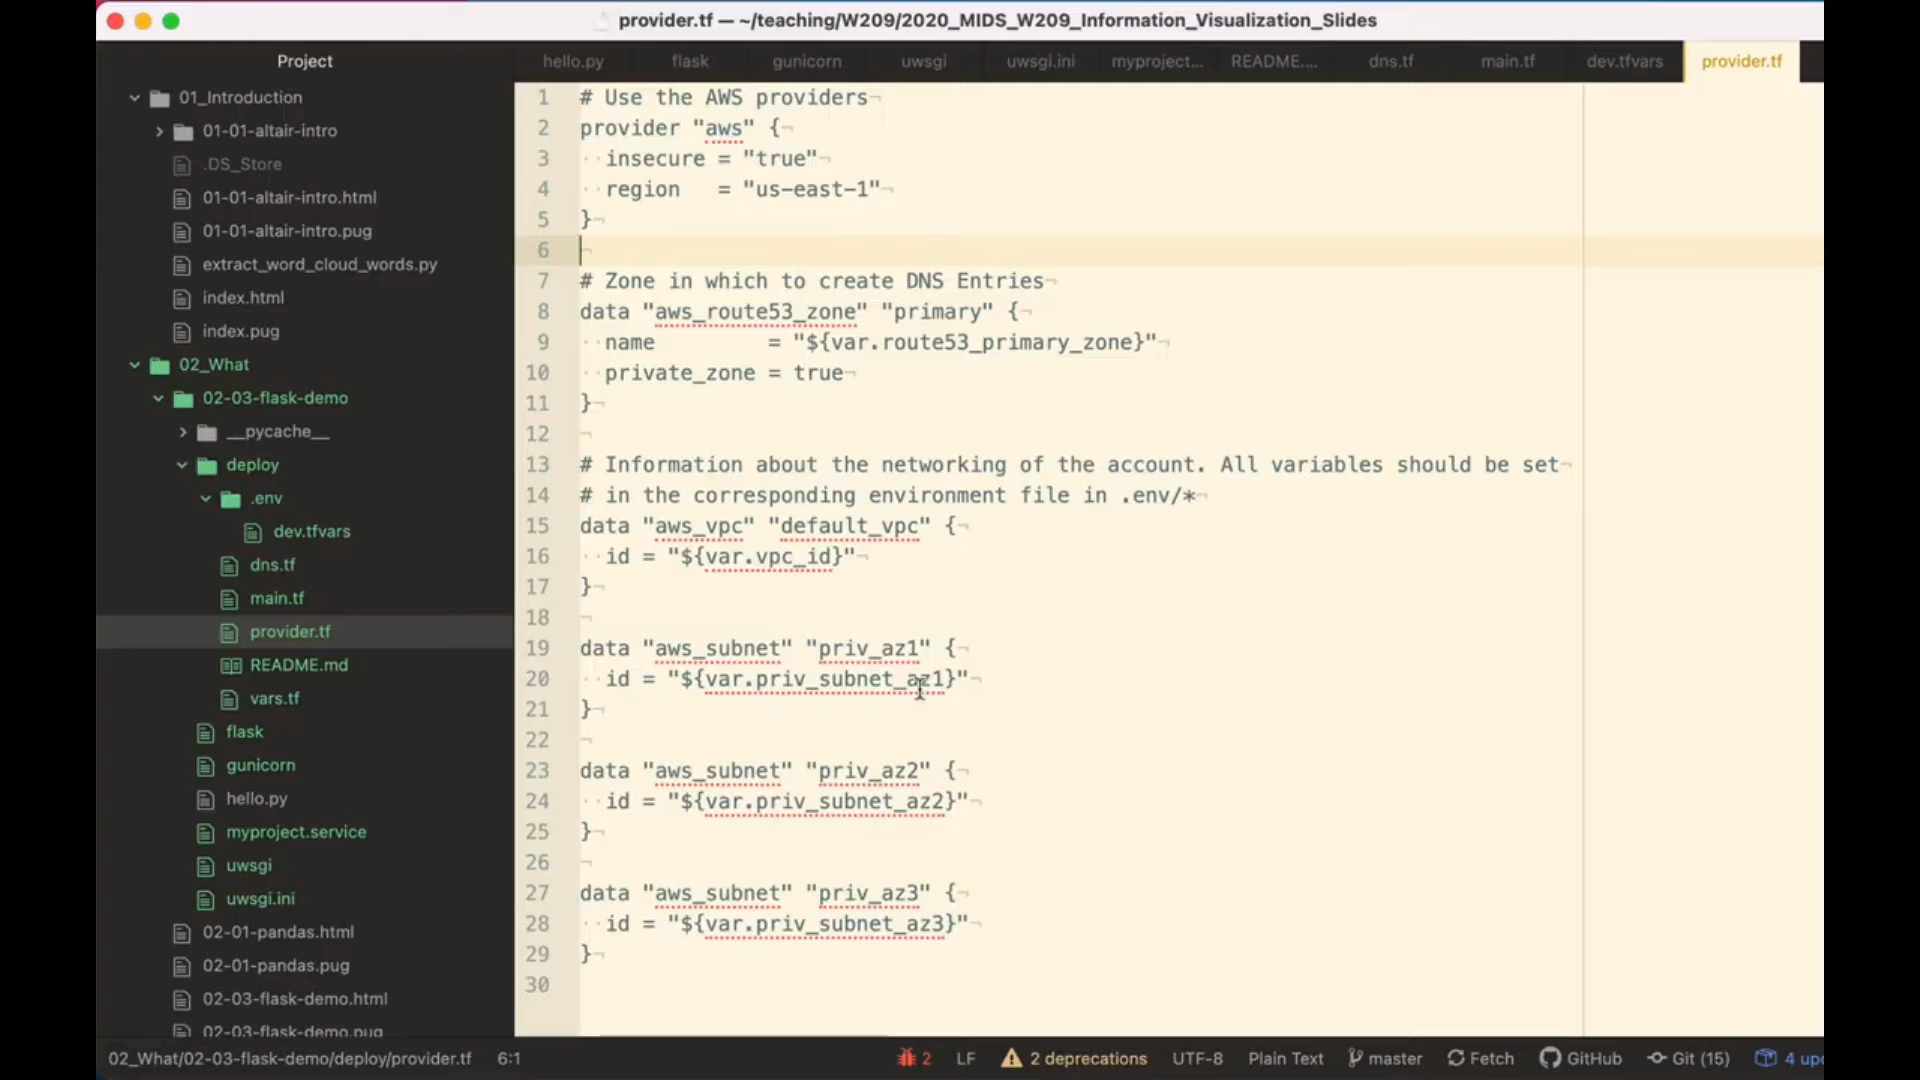 provider.tf — ~/teaching/W209/2020_MIDS_W209_Information_Visualization_Slides
Project
01_Introduction
01-01-altair-intro
.DS_Store
01-01-altair-intro.html
01-01-altair-intro.pug
extract_word_cloud_words.py
index.html
index.pug
02_What
02-03-flask-demo
__pycache__
deploy
.env
dev.tfvars
dns.tf
main.tf
provider.tf
README.md
vars.tf
flask
gunicorn
hello.py
myproject.service
uwsgi
uwsgi.ini
02-01-pandas.html
02-01-pandas.pug
02-03-flask-demo.html
02-03-flask-demo.pug
hello.py flask gunicorn uwsgi uwsgi.ini myproject... README.... dns.tf main.tf dev.tfvars provider.tf
1 # Use the AWS providers¬
2 provider "aws" {¬
3 ··insecure = "true"¬
4 ··region   = "us-east-1"¬
5 }¬
6 ¬
7 # Zone in which to create DNS Entries¬
8 data "aws_route53_zone" "primary" {¬
9 ··name         = "${var.route53_primary_zone}"¬
10 ··private_zone = true¬
11 }¬
12 ¬
13 # Information about the networking of the account. All variables should be set¬
14 # in the corresponding environment file in .env/*¬
15 data "aws_vpc" "default_vpc" {¬
16 ··id = "${var.vpc_id}"¬
17 }¬
18 ¬
19 data "aws_subnet" "priv_az1" {¬
20 ··id = "${var.priv_subnet_az1}"¬
21 }¬
22 ¬
23 data "aws_subnet" "priv_az2" {¬
24 ··id = "${var.priv_subnet_az2}"¬
25 }¬
26 ¬
27 data "aws_subnet" "priv_az3" {¬
28 ··id = "${var.priv_subnet_az3}"¬
29 }¬
30
02_What/02-03-flask-demo/deploy/provider.tf 6:1 2 LF 2 deprecations UTF-8 Plain Text master Fetch GitHub Git (15) 4 up